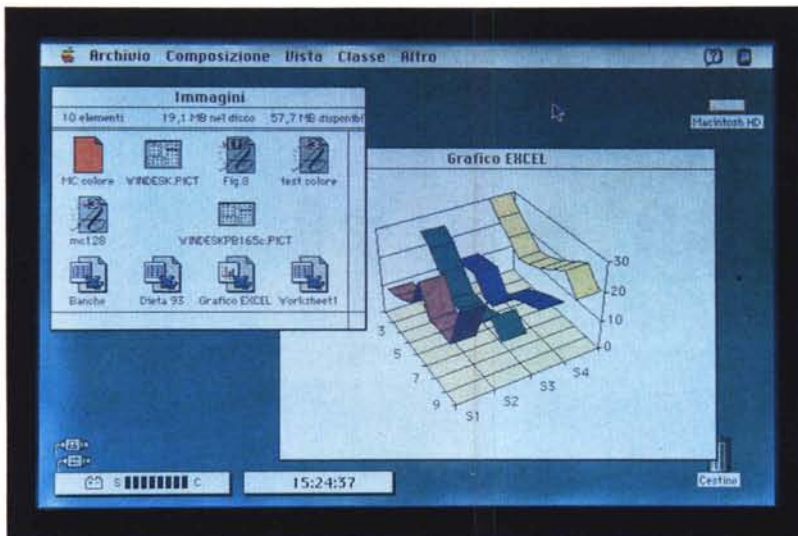 Archivio Composizione Vista Classe Altro
Immagini
10 elementi 19,1 MB nel disco 57,7 MB disponibil
MC colore WINDESK.PICT Fig.8 test colore
mc128 WINDESKPB165c.PICT
Banche Dieta 93 Grafico EXCEL Worksheet1
Macintosh HD
Grafico EXCEL
30
20
10
0
3
5
7
9
S1
S2
S3
S4
S C
15:24:37
Cestino